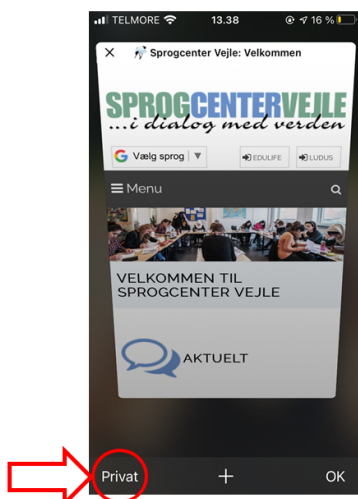 TELMORE 13.38 16 %
× Sprogcenter Vejle: Velkommen
SPROGCENTERVEJLE
...i dialog med verden
G Vælg sprog ▼ EDULIFE LUDUS
Menu
VELKOMMEN TIL
SPROGCENTER VEJLE
AKTUELT
Privat + OK